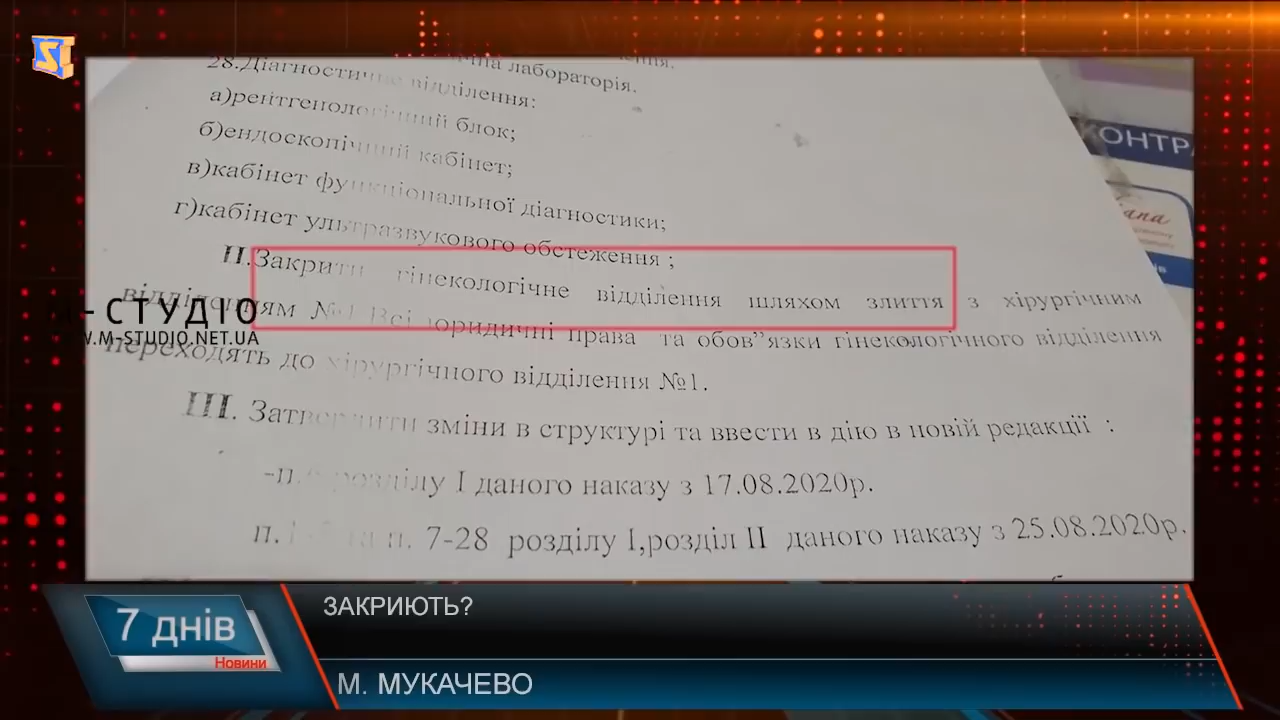 28.Діагностичне відділення:
лабораторія.
а)рентгенологічний блок;
б)ендоскопічний кабінет;
в)кабінет функціональної діагностики;
г)кабінет ультразвукового обстеження ;
II.Закрити гінекологічне відділення шляхом злиття з хірургічним
відділенням №1 Всі юридичні права та обов”язки гінекологічного відділення
переходять до хірургічного відділення №1.
III. Затвердити зміни в структурі та ввести в дію в новій редакції :
розділу I даного наказу з 17.08.2020р.
п. 7-28 розділу I,розділ II даного наказу з 25.08.2020р.
КОНТРА
М-СТУДІО
WWW.M-STUDIO.NET.UA
7 днів
Новини
ЗАКРИЮТЬ?
М. МУКАЧЕВО